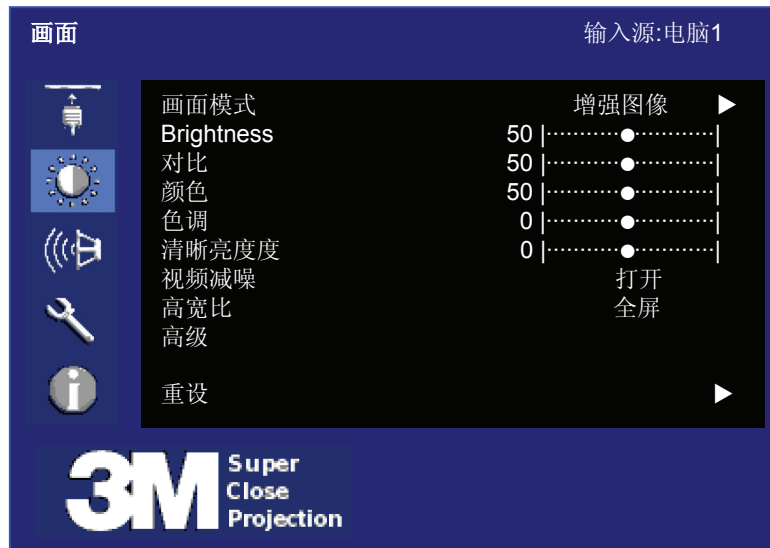 画面 输入源:电脑1
画面模式 增强图像 ▶
Brightness 50
对比 50
颜色 50
色调 0
清晰亮度度 0
视频减噪 打开
高宽比 全屏
高级
重设 ▶
3M Super
Close
Projection